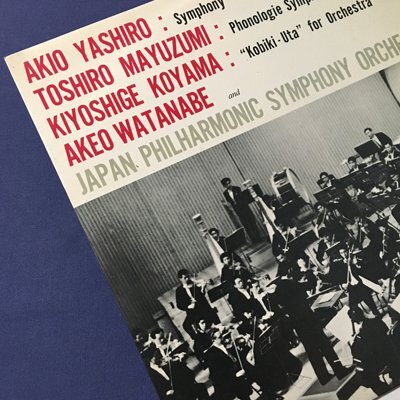 AKIO YASHIRO : Symphony
TOSHIRO MAYUZUMI : Phonologie Symp
KIYOSHIGE KOYAMA : "Kobiki-Uta" for Orchestra
AKEO WATANABE and
JAPAN PHILHARMONIC SYMPHONY ORCHE